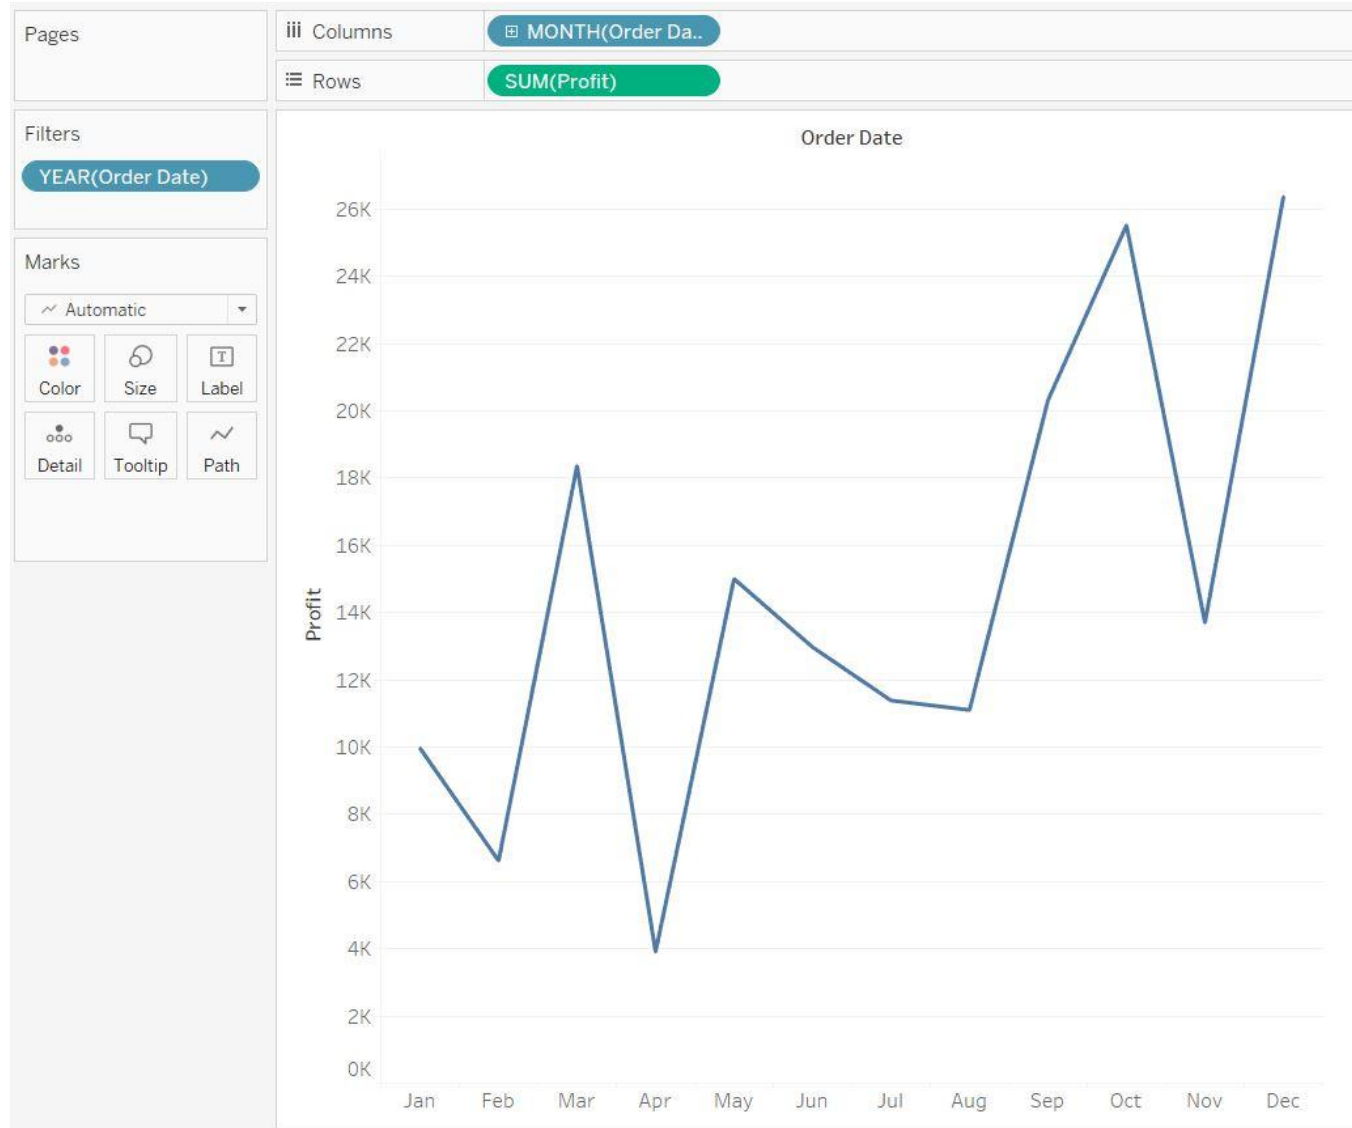 Pages
Columns
MONTH(Order Da..
Rows
SUM(Profit)
Filters
YEAR(Order Date)
Marks
Automatic
Color
Size
T
Label
Detail
Tooltip
Path
Order Date
Profit
26K
24K
22K
20K
18K
16K
14K
12K
10K
8K
6K
4K
2K
0K
Jan Feb Mar Apr May Jun Jul Aug Sep Oct Nov Dec